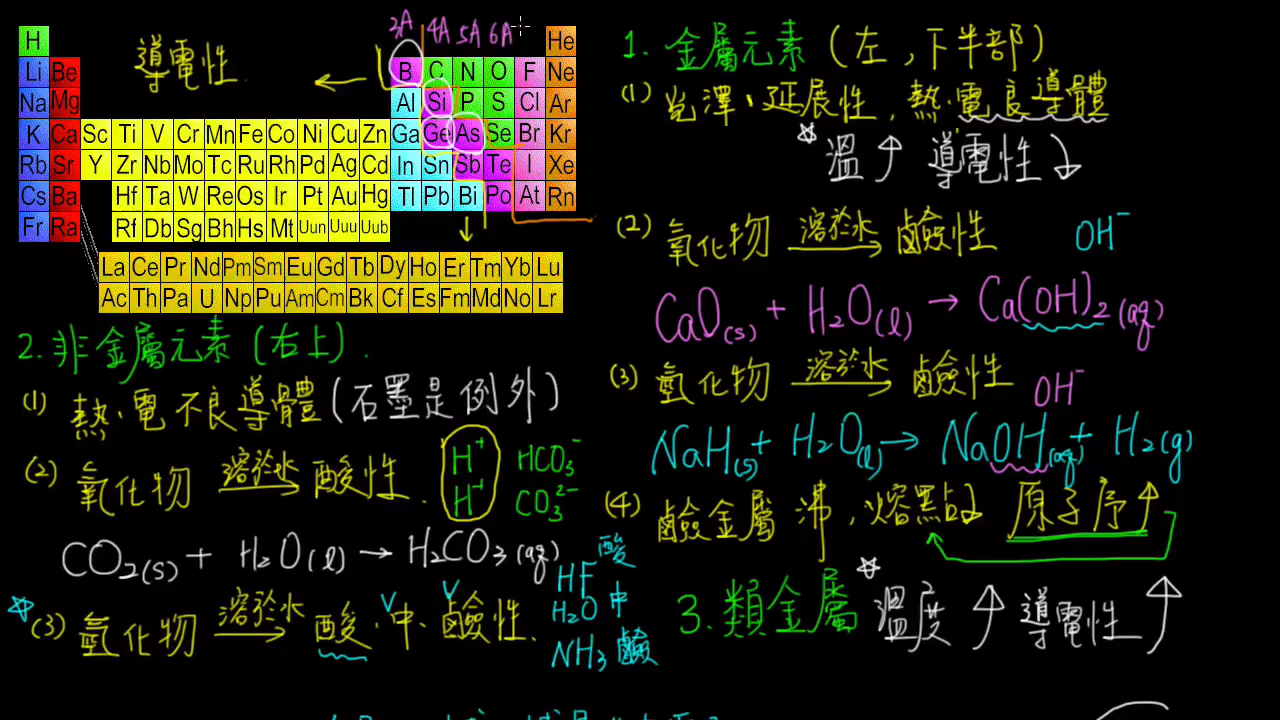 3A 4A 5A 6A
導電性
H He
Li Be B C N O F Ne
Na Mg Al Si P S Cl Ar
K Ca Sc Ti V Cr Mn Fe Co Ni Cu Zn Ga Ge As Se Br Kr
Rb Sr Y Zr Nb Mo Tc Ru Rh Pd Ag Cd In Sn Sb Te I Xe
Cs Ba Hf Ta W Re Os Ir Pt Au Hg Tl Pb Bi Po At Rn
Fr Ra Rf Db Sg Bh Hs Mt Uun Uuu Uub
La Ce Pr Nd Pm Sm Eu Gd Tb Dy Ho Er Tm Yb Lu
Ac Th Pa U Np Pu Am Cm Bk Cf Es Fm Md No Lr
2. 非金屬元素 (右上).
(1) 熱、電不良導體 (石墨是例外)
(2) 氧化物 溶於水→ 酸性. H⁺ HCO₃⁻
H⁺ CO₃²⁻
CO₂(s) + H₂O(l) → H₂CO₃(aq)
☆(3) 氫化物 溶於水→ 酸、中、鹼性.
酸
HF
H₂O 中
NH₃ 鹼
1. 金屬元素 (左,下半部)
(1) 光澤、延展性、熱、電良導體
☆ 溫↑ 導電性↓
(2) 氧化物 溶於水→ 鹼性 OH⁻
CaO(s) + H₂O(l) → Ca(OH)₂(aq)
(3) 氫化物 溶於水→ 鹼性 OH⁻
NaH(s) + H₂O(l) → NaOH(aq) + H₂(g)
(4) 鹼金屬 沸、熔點↓ 原子序↑
3. 類金屬 ☆ 溫度↑ 導電性↑